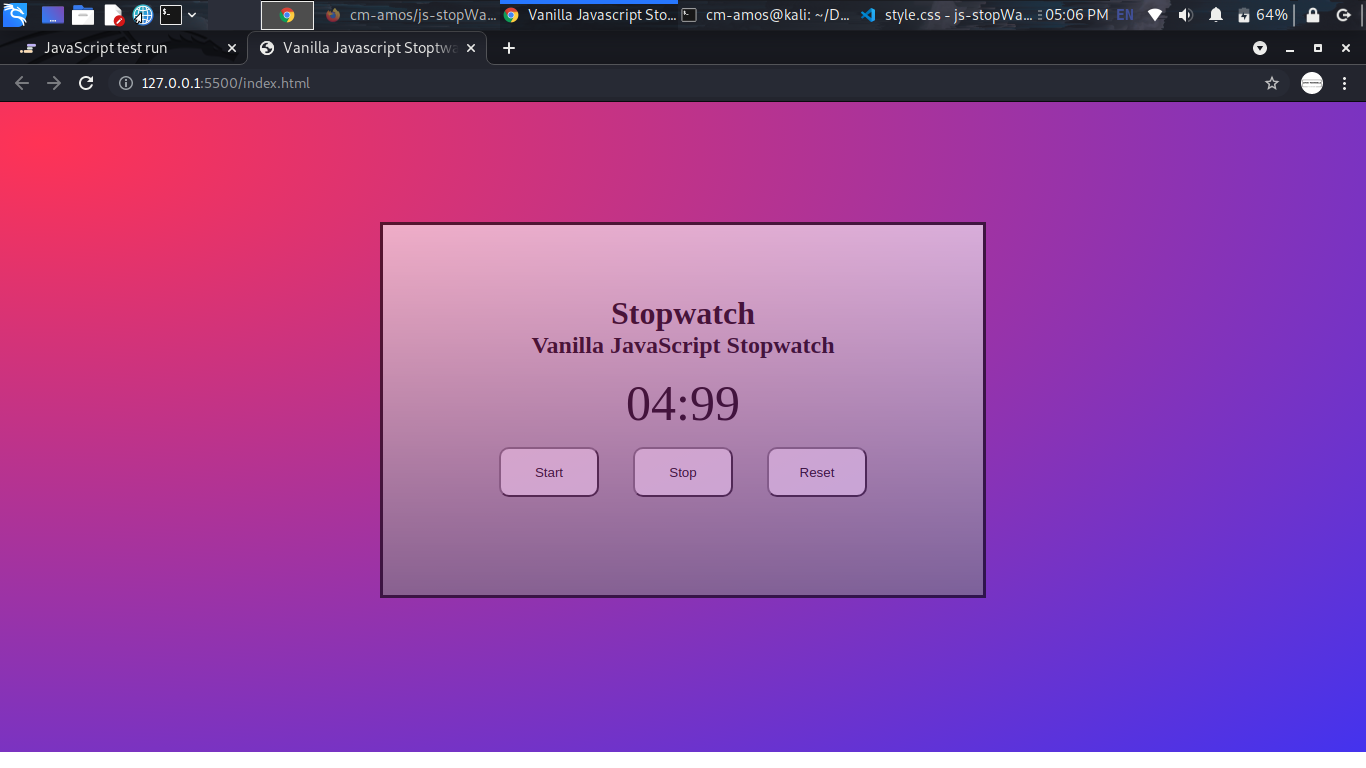 cm-amos/js-stopWa...
Vanilla Javascript Sto...
cm-amos@kali: ~/D...
style.css - js-stopWa...
05:06 PM
EN
64%
JavaScript test run
Vanilla Javascript Stoptwa
127.0.0.1:5500/index.html
Stopwatch
Vanilla JavaScript Stopwatch
04:99
Start
Stop
Reset